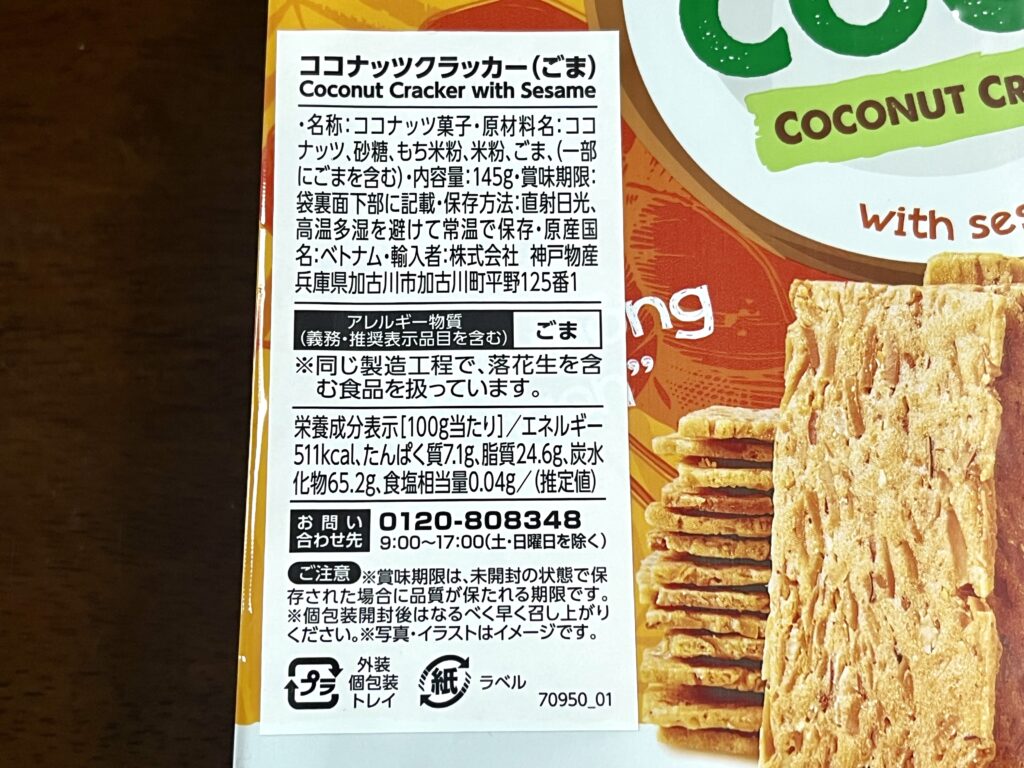 ココナッツクラッカー(ごま)
Coconut Cracker with Sesame
・名称:ココナッツ菓子・原材料名:ココ
ナッツ、砂糖、もち米粉、米粉、ごま、(一部
にごまを含む)・内容量:145g・賞味期限:
袋裏面下部に記載・保存方法:直射日光、
高温多湿を避けて常温で保存・原産国
名:ベトナム・輸入者:株式会社 神戸物産
兵庫県加古川市加古川町平野125番1
アレルギー物質
(義務・推奨表示品目を含む)
ごま
※同じ製造工程で、落花生を含
む食品を扱っています。
栄養成分表示[100g当たり]/エネルギー
511kcal、たんぱく質7.1g、脂質24.6g、炭水
化物65.2g、食塩相当量0.04g/(推定値)
お問い
合わせ先
0120-808348
9:00〜17:00(土・日曜日を除く)
ご注意 ※賞味期限は、未開封の状態で保
存された場合に品質が保たれる期限です。
※個包装開封後はなるべく早く召し上がり
ください。※写真・イラストはイメージです。
プラ
外装
個包装
トレイ
紙
ラベル
70950_01
COCONUT CR
with ses
ng